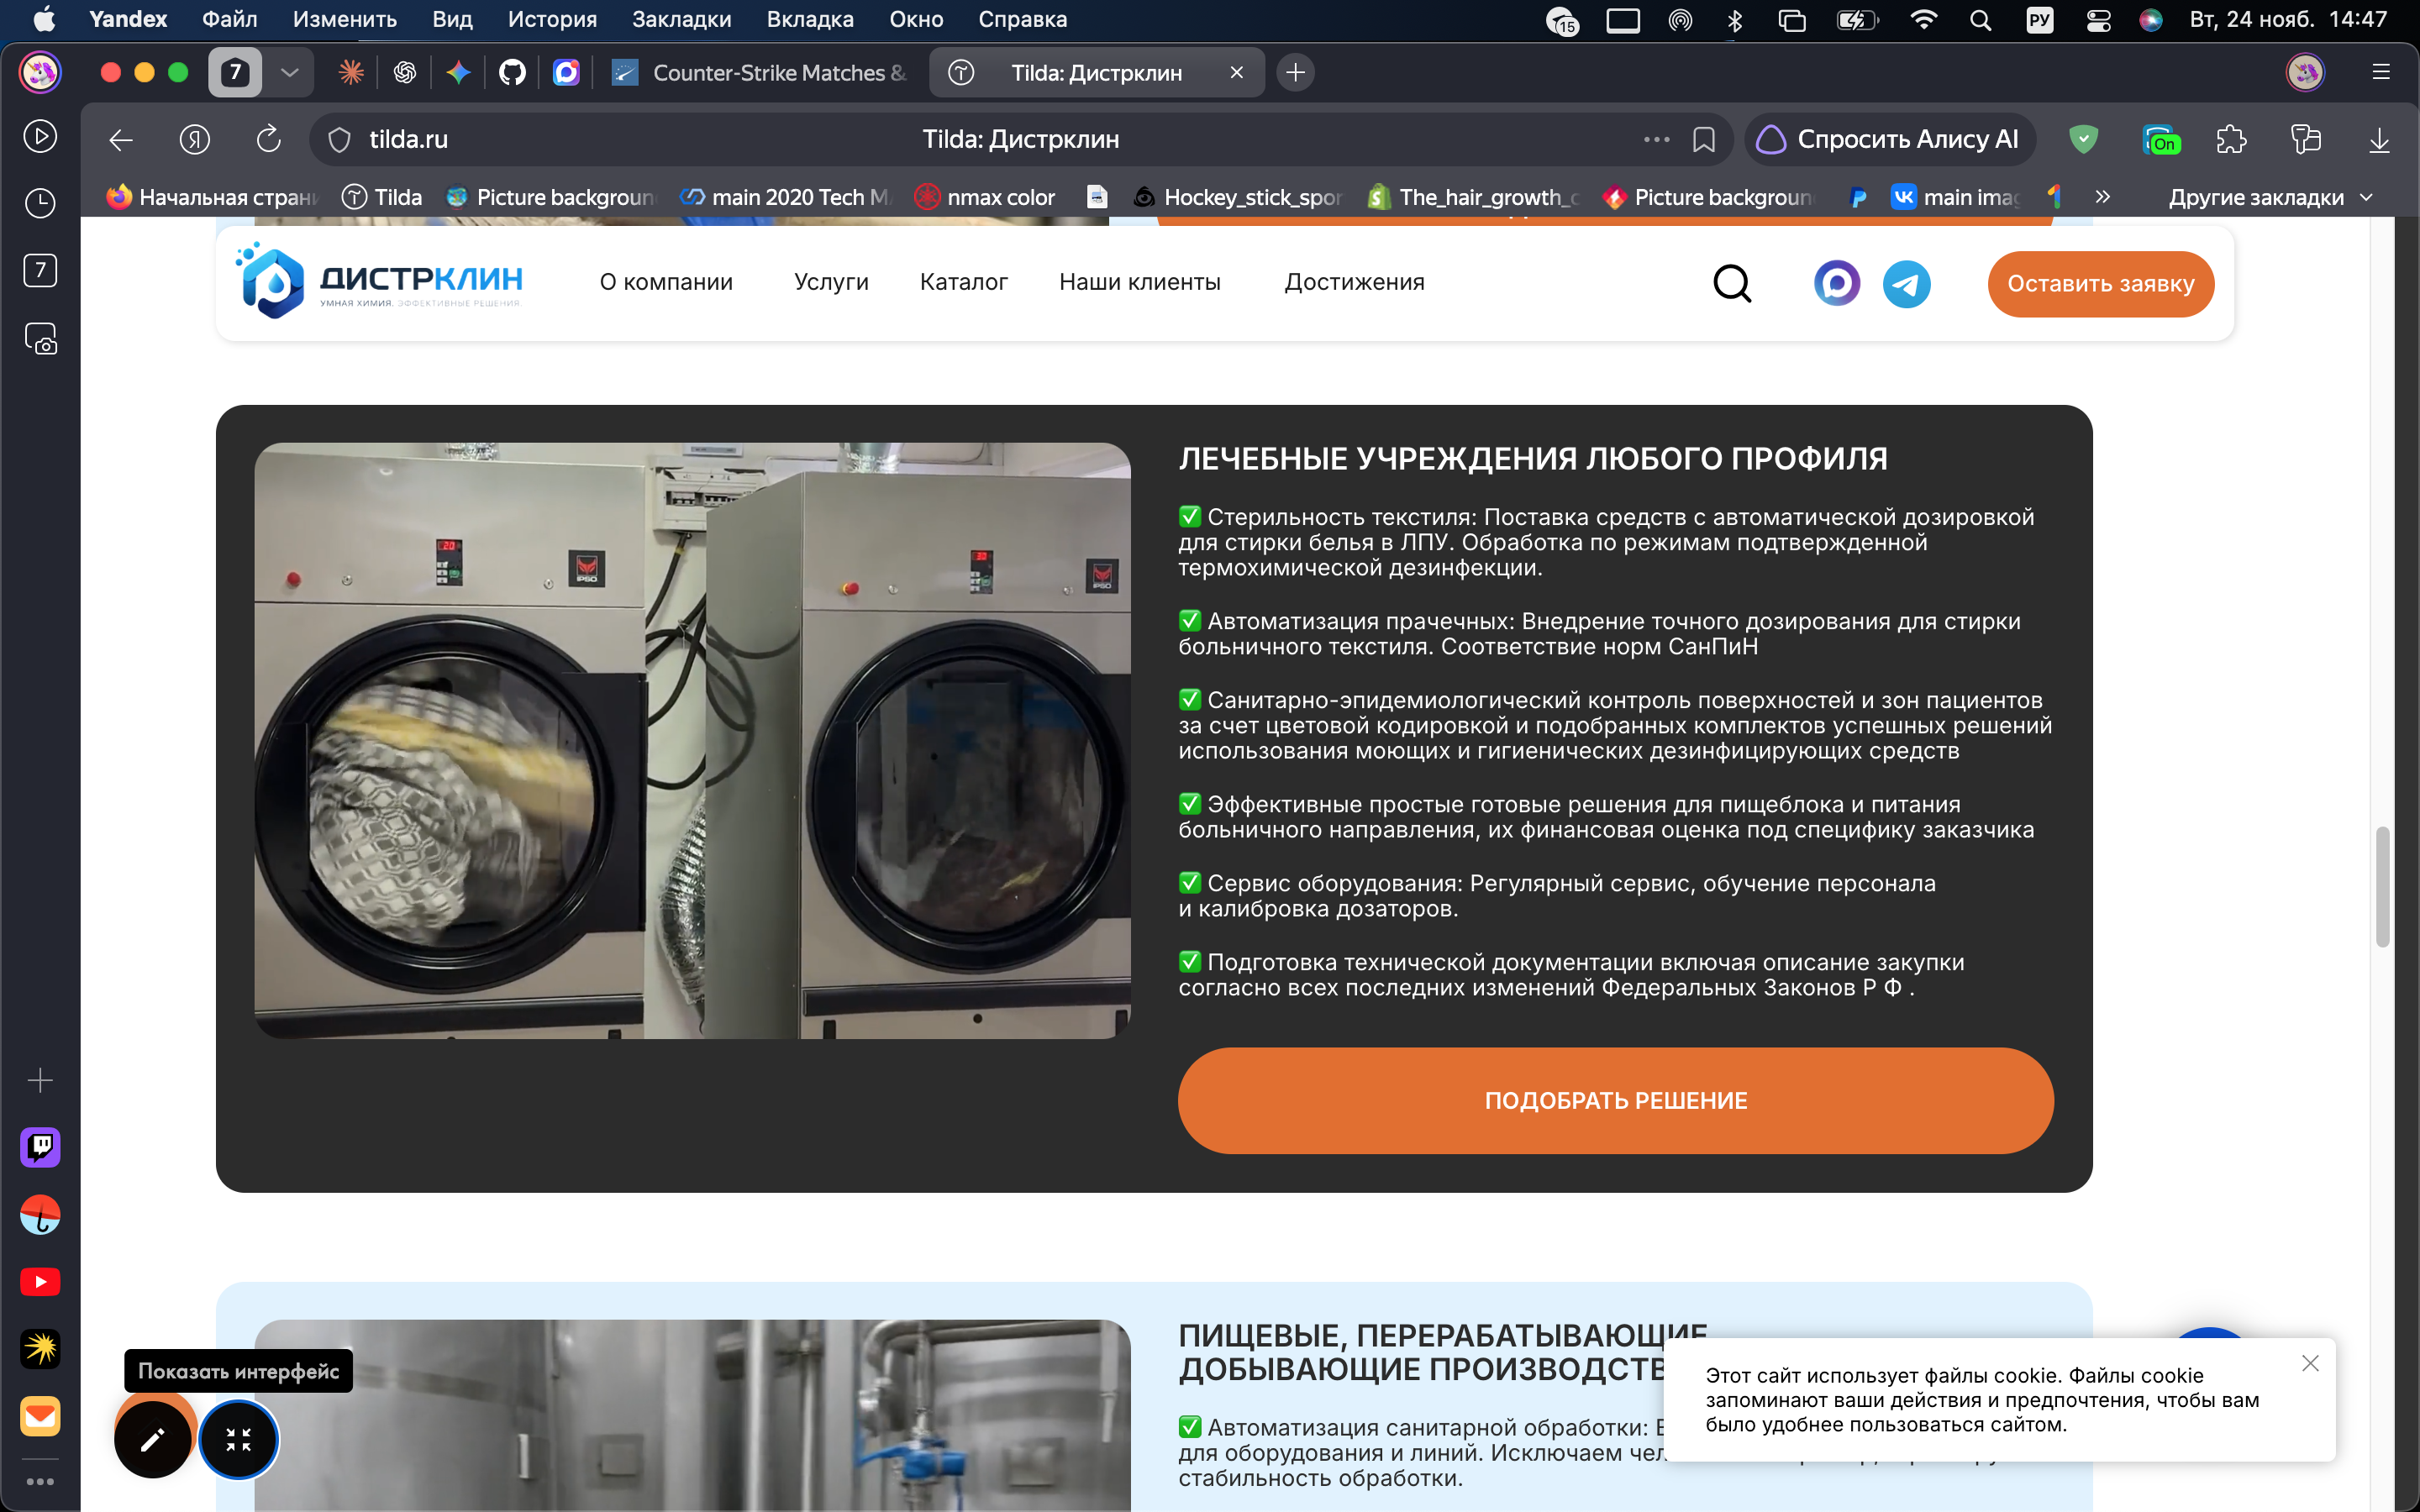 Yandex Файл Изменить Вид История Закладки Вкладка Окно Справка 15 РУ Вт, 24 нояб. 14:47
7 Counter-Strike Matches & Tilda: Дистрклин
tilda.ru Tilda: Дистрклин Спросить Алису AI On
Начальная страни Tilda Picture backgroun main 2020 Tech M nmax color Hockey_stick_spor The_hair_growth_c Picture backgroun main imag Другие закладки
7
ДИСТРКЛИН
УМНАЯ ХИМИЯ. ЭФФЕКТИВНЫЕ РЕШЕНИЯ.
О компании Услуги Каталог Наши клиенты Достижения Оставить заявку
ЛЕЧЕБНЫЕ УЧРЕЖДЕНИЯ ЛЮБОГО ПРОФИЛЯ
✅ Стерильность текстиля: Поставка средств с автоматической дозировкой
для стирки белья в ЛПУ. Обработка по режимам подтвержденной
термохимической дезинфекции.
✅ Автоматизация прачечных: Внедрение точного дозирования для стирки
больничного текстиля. Соответствие норм СанПиН
✅ Санитарно-эпидемиологический контроль поверхностей и зон пациентов
за счет цветовой кодировкой и подобранных комплектов успешных решений
использования моющих и гигиенических дезинфицирующих средств
✅ Эффективные простые готовые решения для пищеблока и питания
больничного направления, их финансовая оценка под специфику заказчика
✅ Сервис оборудования: Регулярный сервис, обучение персонала
и калибровка дозаторов.
✅ Подготовка технической документации включая описание закупки
согласно всех последних изменений Федеральных Законов Р Ф .
ПОДОБРАТЬ РЕШЕНИЕ
IPSO
IPSO
ПИЩЕВЫЕ, ПЕРЕРАБАТЫВАЮЩИЕ
ДОБЫВАЮЩИЕ ПРОИЗВОДСТВ
✅ Автоматизация санитарной обработки:
для оборудования и линий. Исключаем чел
стабильность обработки.
Показать интерфейс
Этот сайт использует файлы cookie. Файлы cookie
запоминают ваши действия и предпочтения, чтобы вам
было удобнее пользоваться сайтом.